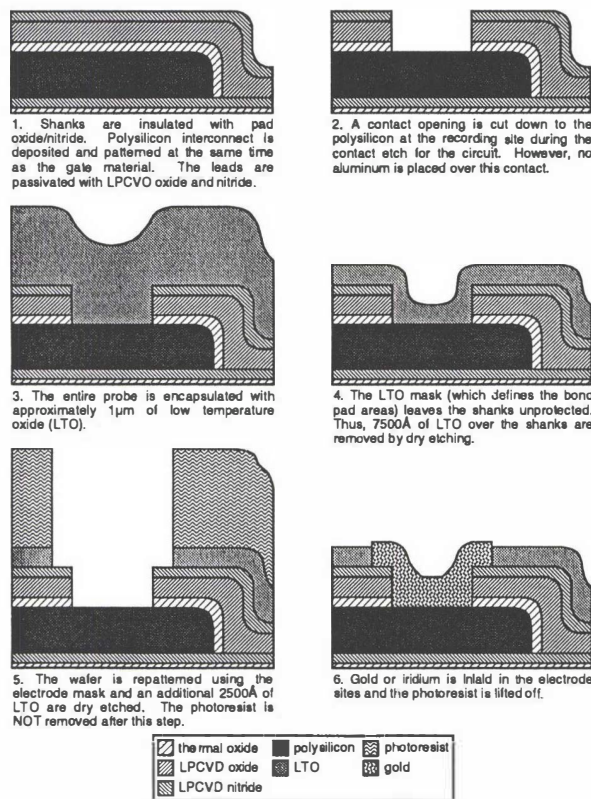 1. Shanks are insulated with pad
oxide/nitride. Polysilicon interconnect is
deposited and patterned at the same time
as the gate material. The leads are
passivated with LPCVO oxide and nitride.
2. A contact opening is cut down to the
polysilicon at the recording site during the
contact etch for the circuit. However, no
aluminum is placed over this contact.
3. The entire probe is encapsulated with
approximately 1µm of low temperature
oxide (LTO).
4. The LTO mask (which defines the bond
pad areas) leaves the shanks unprotected.
Thus, 7500Å of LTO over the shanks are
removed by dry etching.
5. The wafer is repatterned using the
electrode mask and an additional 2500Å of
LTO are dry etched. The photoresist is
NOT removed after this step.
6. Gold or iridium is inlaid in the electrode
sites and the photoresist is lifted off.
thermal oxide polysilicon photoresist
LPCVD oxide LTO gold
LPCVD nitride